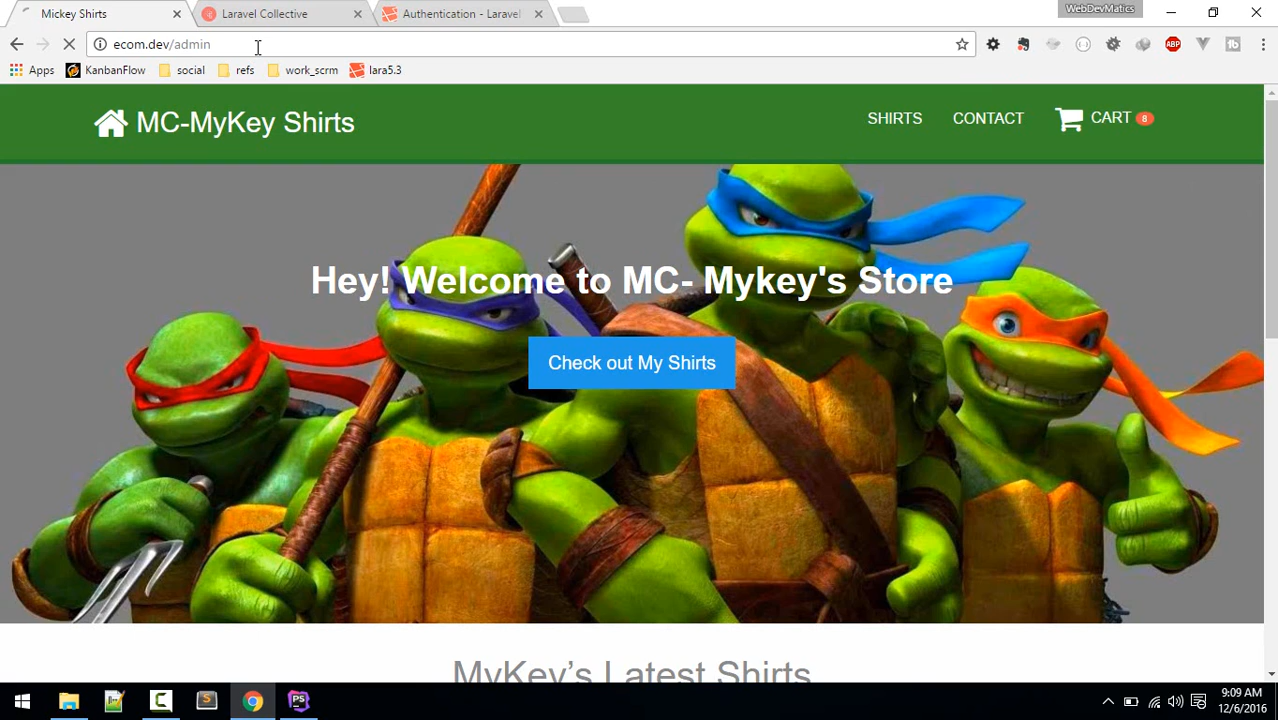 Mickey Shirts
Laravel Collective
Authentication - Laravel
WebDevMatics
ecom.dev/admin
ABP
Apps
KanbanFlow
social
refs
work_scrm
lara5.3
MC-MyKey Shirts
SHIRTS
CONTACT
CART 8
Hey! Welcome to MC- Mykey's Store
Check out My Shirts
MyKey's Latest Shirts
9:09 AM
12/6/2016